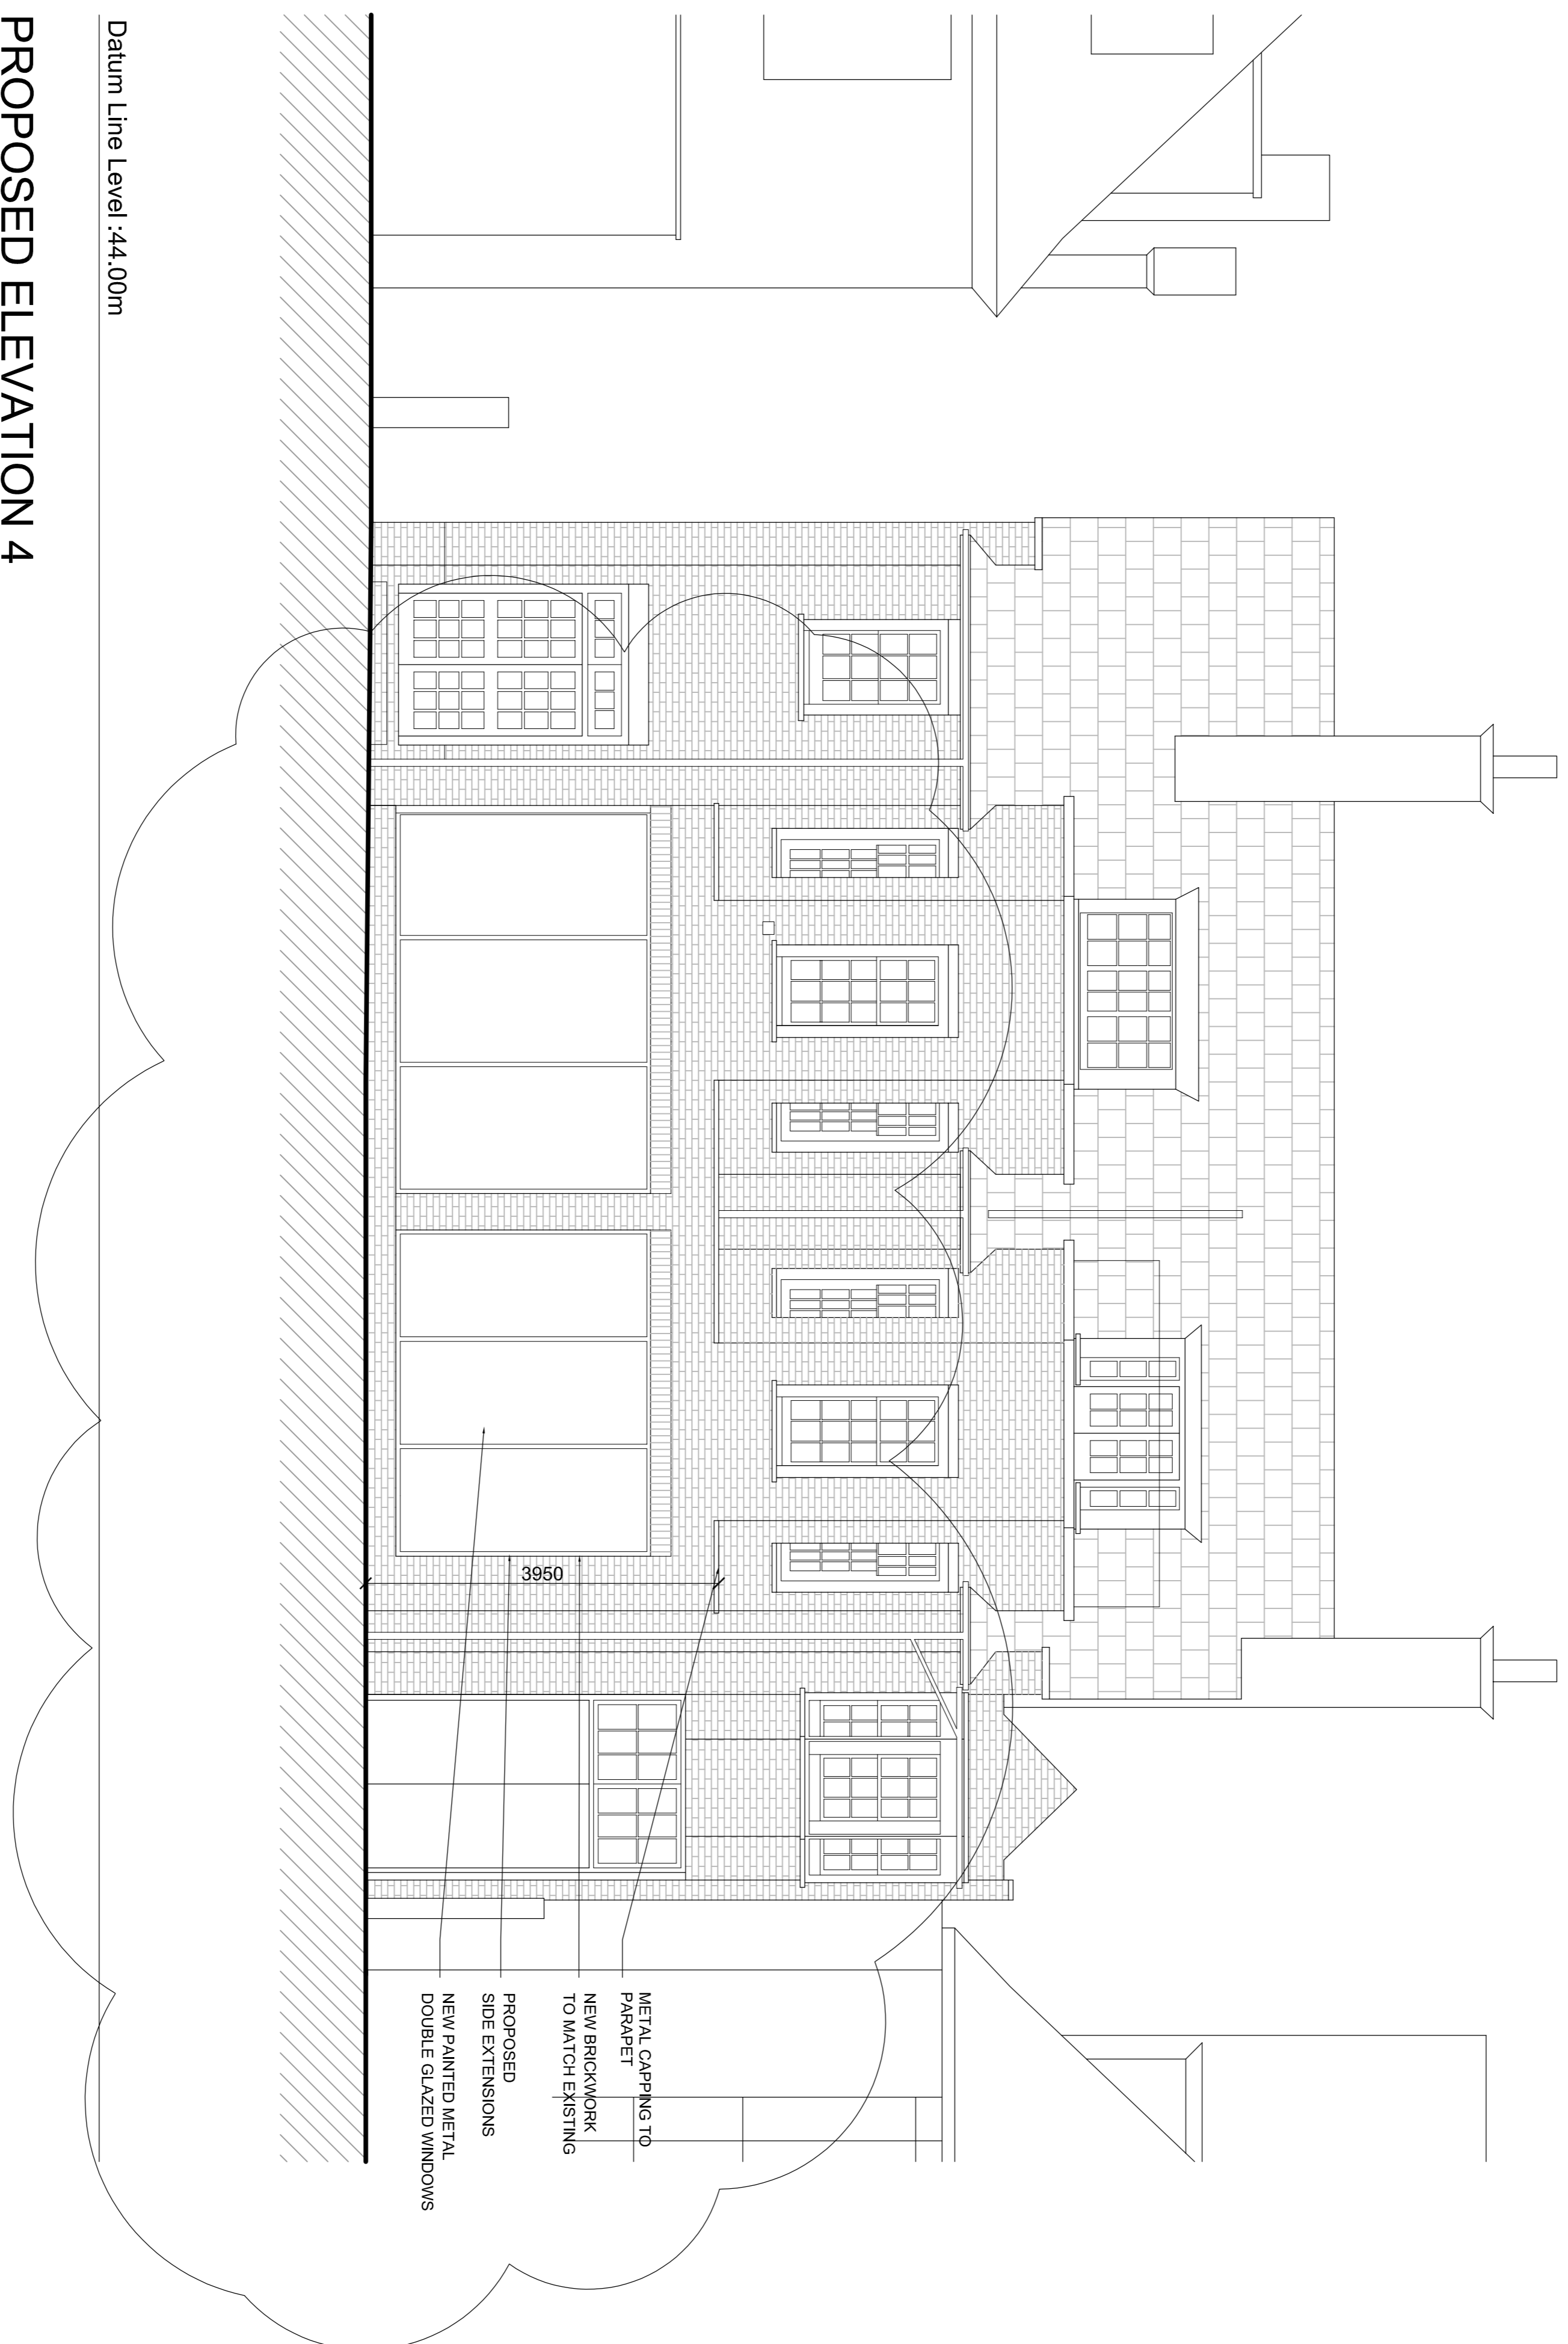 3950
METAL CAPPING TO
PARAPET
NEW BRICKWORK
TO MATCH EXISTING
PROPOSED
SIDE EXTENSIONS
NEW PAINTED METAL
DOUBLE GLAZED WINDOWS
Datum Line Level :44.00m
PROPOSED ELEVATION 4